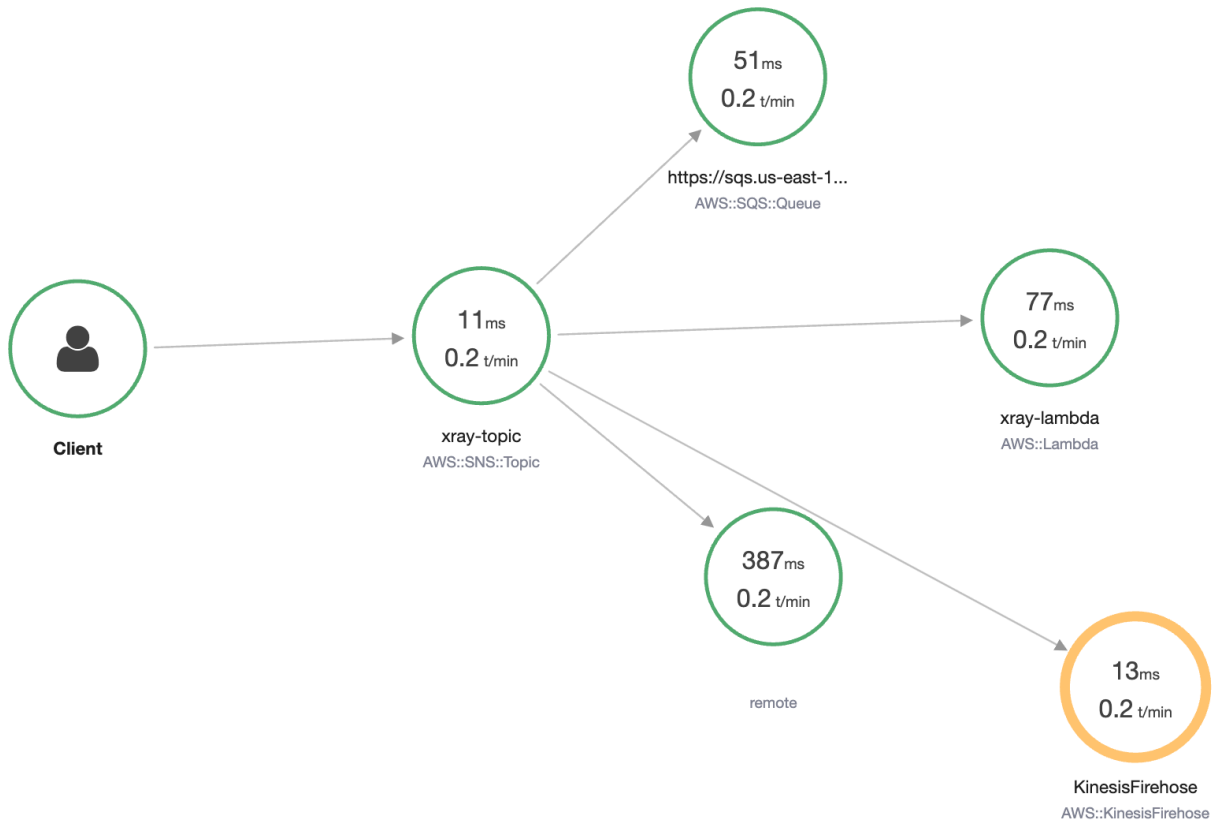 51ms
0.2 t/min
https://sqs.us-east-1...
AWS::SQS::Queue
Client
11ms
0.2 t/min
xray-topic
AWS::SNS::Topic
77ms
0.2 t/min
xray-lambda
AWS::Lambda
387ms
0.2 t/min
remote
13ms
0.2 t/min
KinesisFirehose
AWS::KinesisFirehose